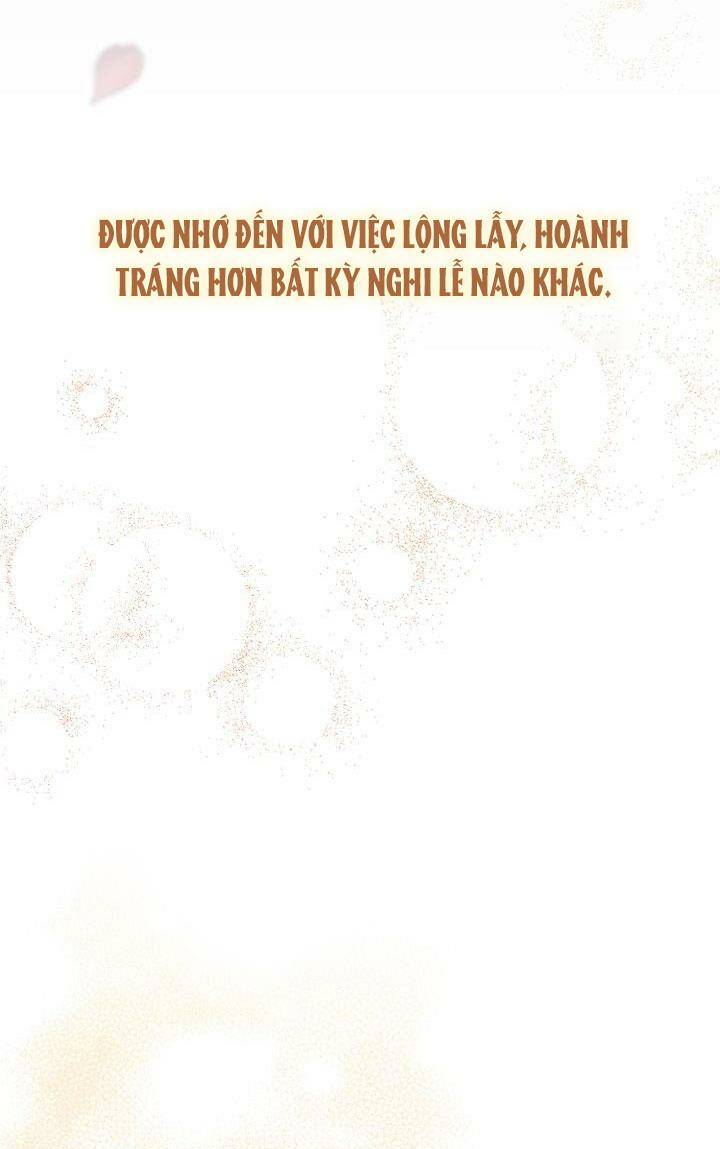 ĐƯỢC NHỚ ĐẾN VỚI VIỆC LỘNG LẪY, HOÀNH
TRÁNG HƠN BẤT KỲ NGHI LỄ NÀO KHÁC.